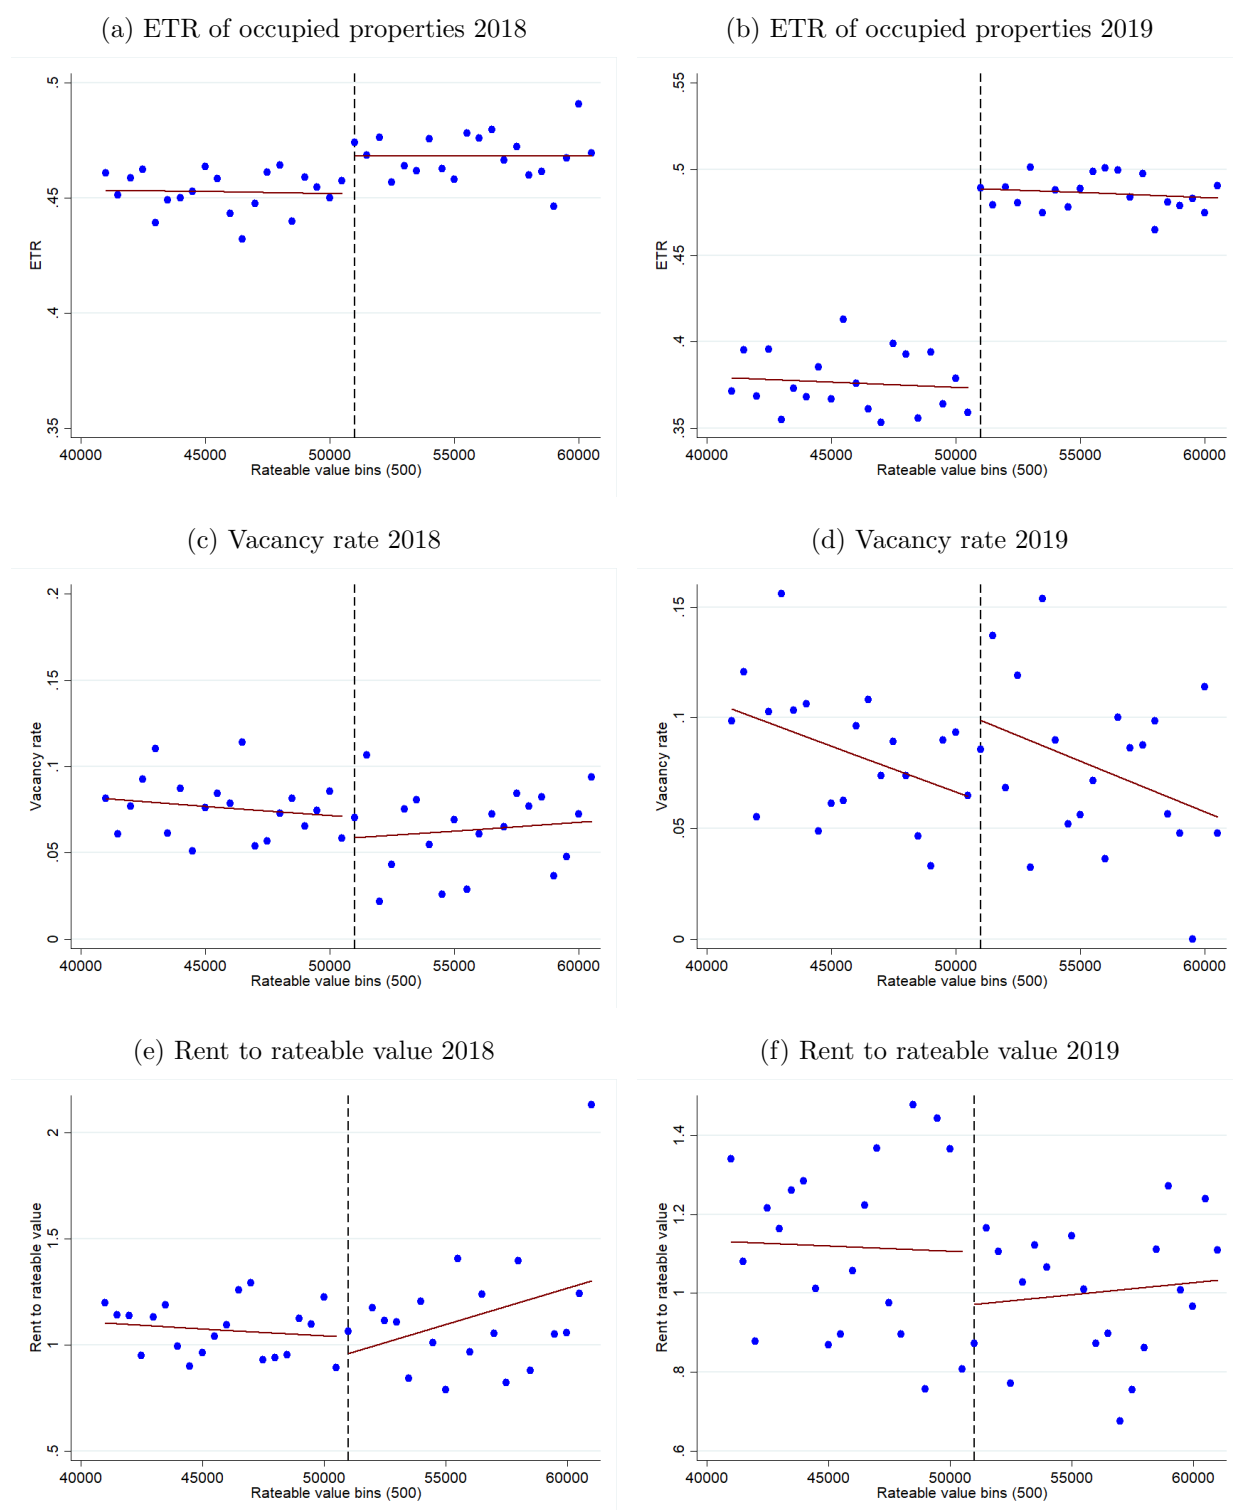 (a) ETR of occupied properties 2018
(b) ETR of occupied properties 2019
.5
.45
.4
.35
ETR
40000 45000 50000 55000 60000
Rateable value bins (500)
.55
.5
.45
.4
.35
ETR
40000 45000 50000 55000 60000
Rateable value bins (500)
(c) Vacancy rate 2018
(d) Vacancy rate 2019
.2
.15
.1
.05
0
Vacancy rate
40000 45000 50000 55000 60000
Rateable value bins (500)
.15
.1
.05
0
Vacancy rate
40000 45000 50000 55000 60000
Rateable value bins (500)
(e) Rent to rateable value 2018
(f) Rent to rateable value 2019
2
1.5
1
.5
Rent to rateable value
40000 45000 50000 55000 60000
Rateable value bins (500)
1.4
1.2
1
.8
.6
Rent to rateable value
40000 45000 50000 55000 60000
Rateable value bins (500)